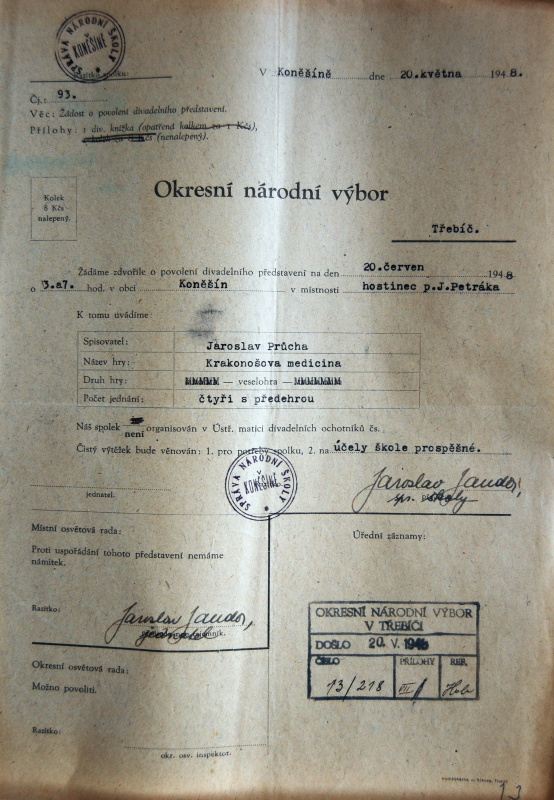 SPRÁVA NÁRODNÍ ŠKOLY
KONĚŠÍNĚ
V Koněšíně dne 20.května 1948.
Čj.: 93.
Věc: Žádost o povolení divadelního představení.
Přílohy: 1 div. knížka (opatřená kolkem za 1 Kčs),
Kčs (nenalepený).
Kolek
8 Kčs
nalepený.
Okresní národní výbor
Třebíč.
Žádáme zdvořile o povolení divadelního představení na den 20.červen 1948
o 3.a7. hod. v obci Koněšín v místnosti hostinec p.J.Petráka
K tomu uvádíme:
Spisovatel: Jaroslav Průcha
Název hry: Krakonošova medicina
Druh hry: — veselohra —
Počet jednání: čtyři s předehrou
Náš spolek není organisován v Ústř. matici divadelních ochotníků čs.
Čistý výtěžek bude věnován: 1. pro potřeby spolku, 2. na účely škole prospěšné.
SPRÁVA NÁRODNÍ ŠKOLY
KONĚŠÍNĚ
Jaroslav Jandor,
spr. školy
jednatel.
Místní osvětová rada:
Úřední záznamy:
Proti uspořádání tohoto představení nemáme
námitek.
Razítko:
Jaroslav Jandor,
jednatel
OKRESNÍ NÁRODNÍ VÝBOR
V TŘEBÍČI
DOŠLO 20. V. 1948
ČÍSLO PŘÍLOHY REF.
13/218
Okresní osvětová rada:
Možno povoliti.
Razítko:
okr. osv. inspektor.
13